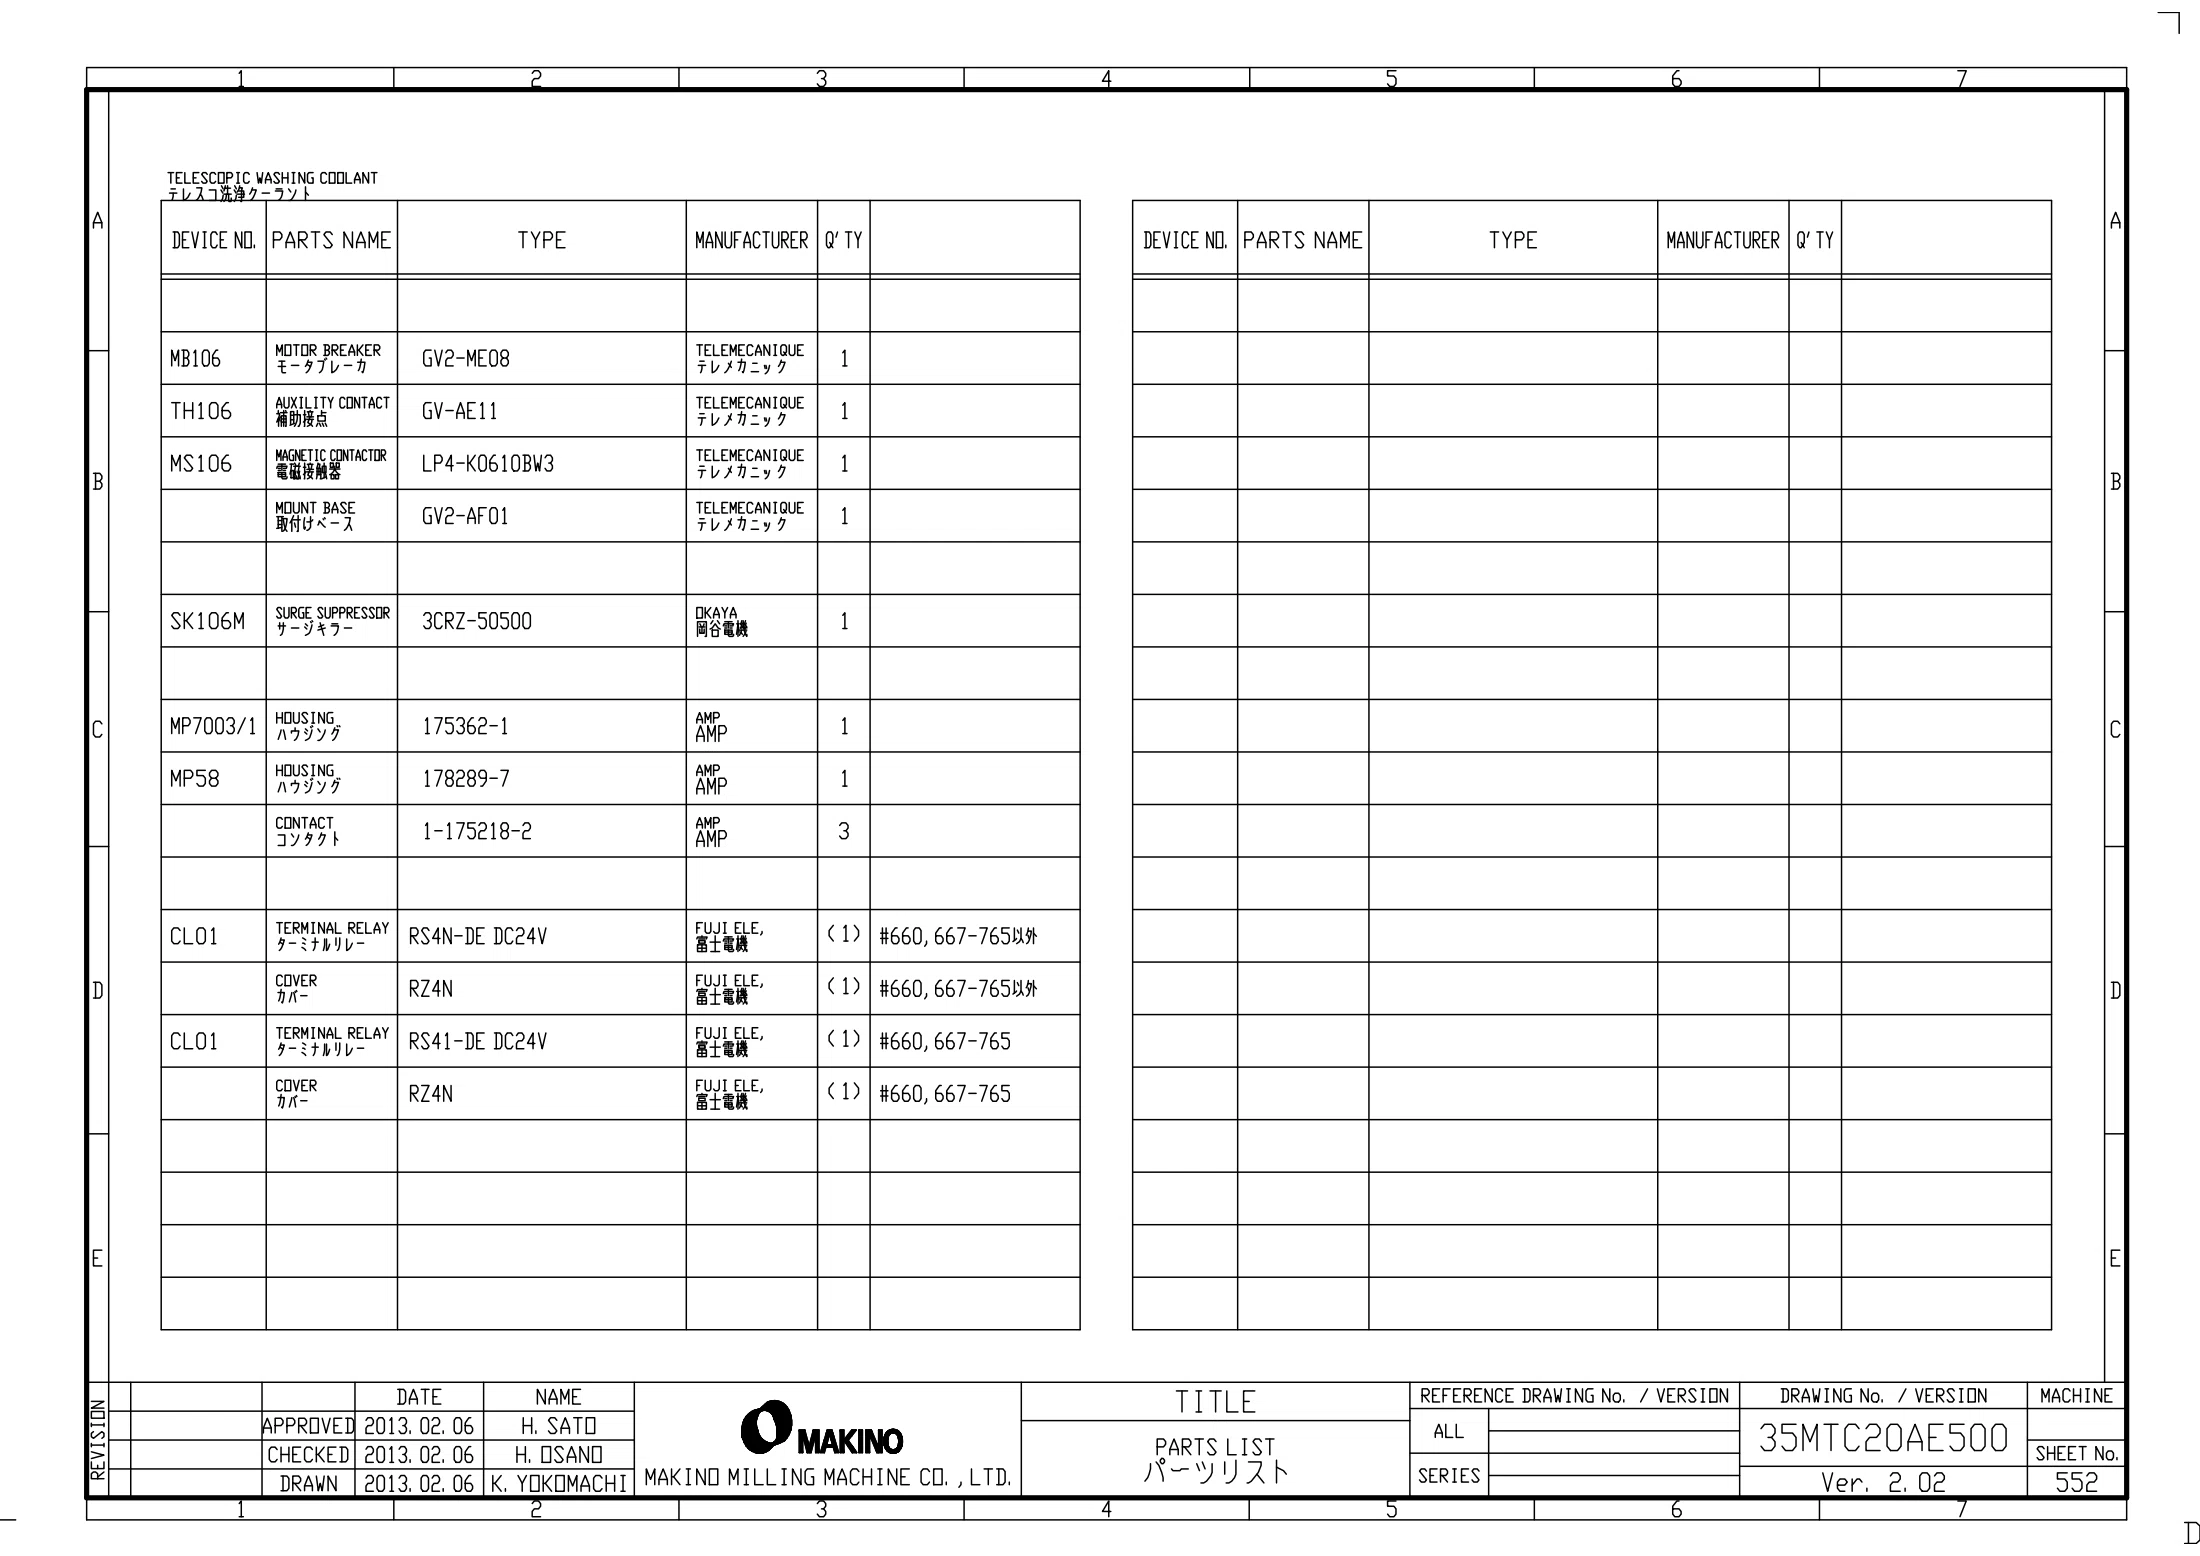 1 2 3 4 5 6 7
TELESCOPIC WASHING COOLANT
テレスコ洗浄クーラント
A A
DEVICE NO. PARTS NAME TYPE MANUFACTURER Q'TY
DEVICE NO. PARTS NAME TYPE MANUFACTURER Q'TY
MB106 MOTOR BREAKER GV2-ME08 TELEMECANIQUE 1
モータブレーカ テレメカニック
TH106 AUXILITY CONTACT GV-AE11 TELEMECANIQUE 1
補助接点 テレメカニック
MS106 MAGNETIC CONTACTOR LP4-K0610BW3 TELEMECANIQUE 1
電磁接触器 テレメカニック
B B
MOUNT BASE GV2-AF01 TELEMECANIQUE 1
取付けベース テレメカニック
SK106M SURGE SUPPRESSOR 3CRZ-50500 OKAYA 1
サージキラー 岡谷電機
C C
MP7003/1 HOUSING 175362-1 AMP 1
ハウジング AMP
MP58 HOUSING 178289-7 AMP 1
ハウジング AMP
CONTACT 1-175218-2 AMP 3
コンタクト AMP
CL01 TERMINAL RELAY RS4N-DE DC24V FUJI ELE, (1) #660,667-765以外
ターミナルリレー 富士電機
D D
COVER RZ4N FUJI ELE, (1) #660,667-765以外
カバー 富士電機
CL01 TERMINAL RELAY RS41-DE DC24V FUJI ELE, (1) #660,667-765
ターミナルリレー 富士電機
COVER RZ4N FUJI ELE, (1) #660,667-765
カバー 富士電機
E E
REVISION
DATE NAME
APPROVED 2013.02.06 H. SATO
CHECKED 2013.02.06 H. OSANO
DRAWN 2013.02.06 K. YOKOMACHI
MAKINO
MAKINO MILLING MACHINE CO.,LTD.
TITLE
PARTS LIST
パーツリスト
REFERENCE DRAWING No. / VERSION
ALL
SERIES
DRAWING No. / VERSION
35MTC20AE500
Ver. 2.02
MACHINE
SHEET No.
552
1 2 3 4 5 6 7
D